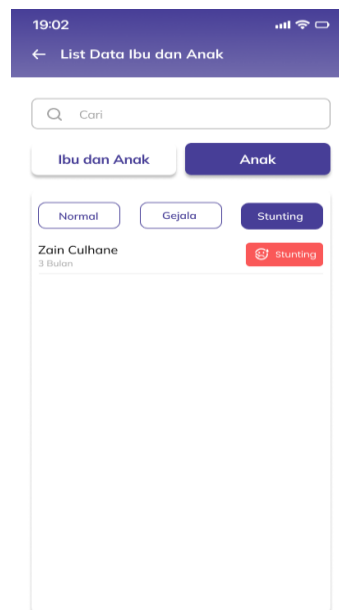 19:02
List Data Ibu dan Anak
Cari
Ibu dan Anak
Anak
Normal
Gejala
Stunting
Zain Culhane
3 Bulan
Stunting